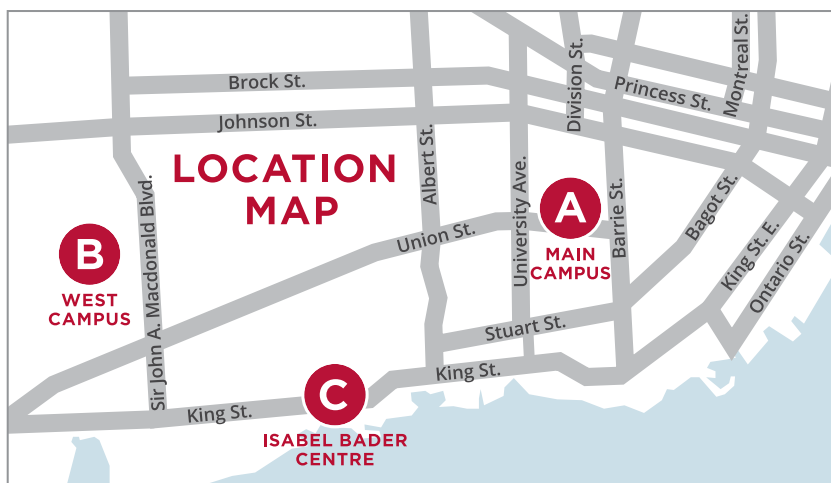 Brock St.
Johnson St.
LOCATION
MAP
Princess St.
Montreal St.
Division St.
Albert St.
University Ave.
Barrie St.
Bagot St.
King St. E.
Ontario St.
Sir John A. Macdonald Blvd.
Union St.
Stuart St.
King St.
King St.
A
MAIN
CAMPUS
B
WEST
CAMPUS
C
ISABEL BADER
CENTRE